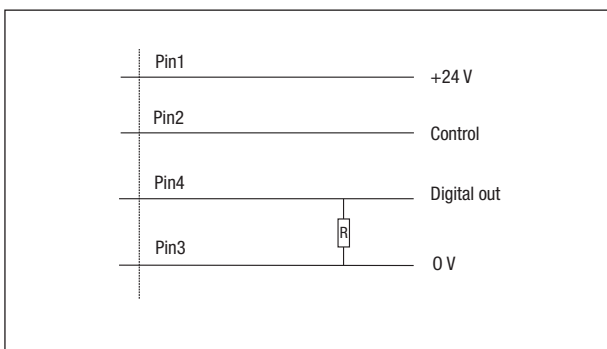 Pin1
+24 V
Pin2
Control
Pin4
Digital out
R
Pin3
0 V